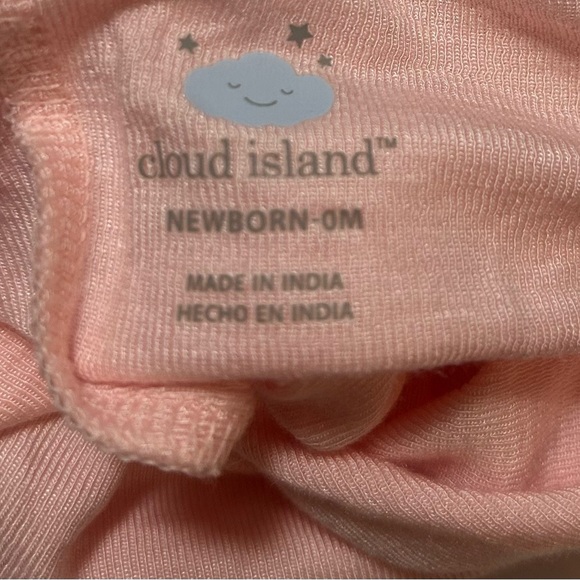 cloud island™
NEWBORN-0M
MADE IN INDIA
HECHO EN INDIA